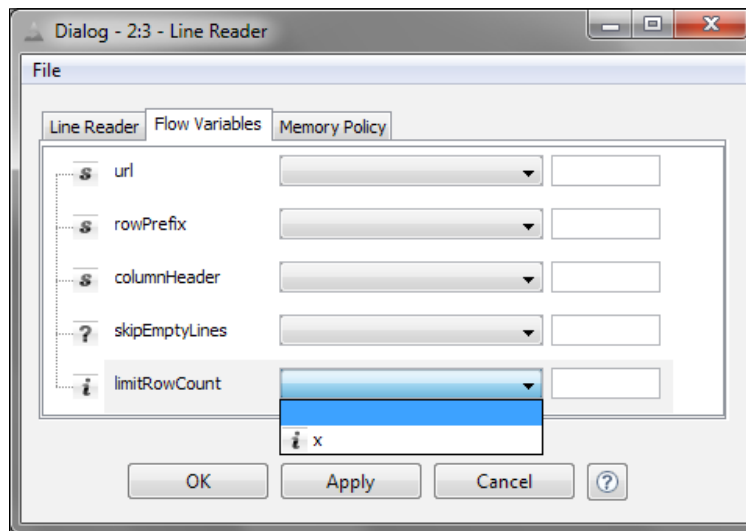 Dialog - 2:3 - Line Reader
File
Line Reader Flow Variables Memory Policy
s url
s rowPrefix
s columnHeader
? skipEmptyLines
i limitRowCount
i x
OK Apply Cancel ?